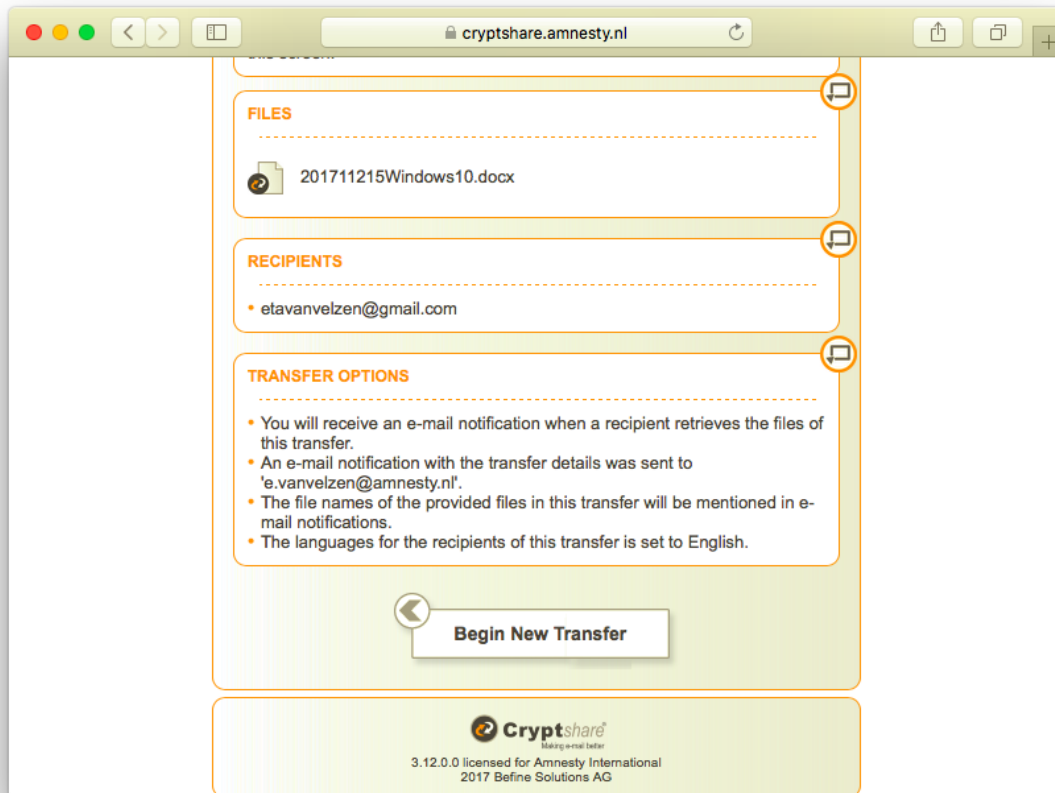 cryptshare.amnesty.nl
this screen.
FILES
201711215Windows10.docx
RECIPIENTS
• etavanvelzen@gmail.com
TRANSFER OPTIONS
• You will receive an e-mail notification when a recipient retrieves the files of
this transfer.
• An e-mail notification with the transfer details was sent to
'e.vanvelzen@amnesty.nl'.
• The file names of the provided files in this transfer will be mentioned in e-
mail notifications.
• The languages for the recipients of this transfer is set to English.
Begin New Transfer
Cryptshare®
Making e-mail better
3.12.0.0 licensed for Amnesty International
2017 Befine Solutions AG